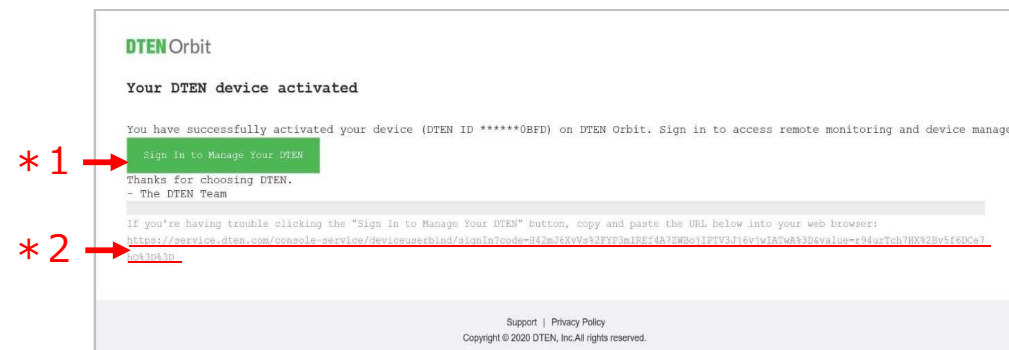 DTEN Orbit
Your DTEN device activated
You have successfully activated your device (DTEN ID ******0BFD) on DTEN Orbit. Sign in to access remote monitoring and device manage
*1
Sign In to Manage Your DTEN
Thanks for choosing DTEN.
- The DTEN Team
If you're having trouble clicking the "Sign In to Manage Your DTEN" button, copy and paste the URL below into your web browser:
*2
https://service.dten.com/console-service/deviceuserbind/signIn?code=H42mJ6XvVs%2FYP3mIREf4A7ZWBojIPTV3Jj6vjwIATwA%3D&value=r94urTch7HX%2Bv5f6DCe7
hO%3D%3D
Support | Privacy Policy
Copyright © 2020 DTEN, Inc.All rights reserved.